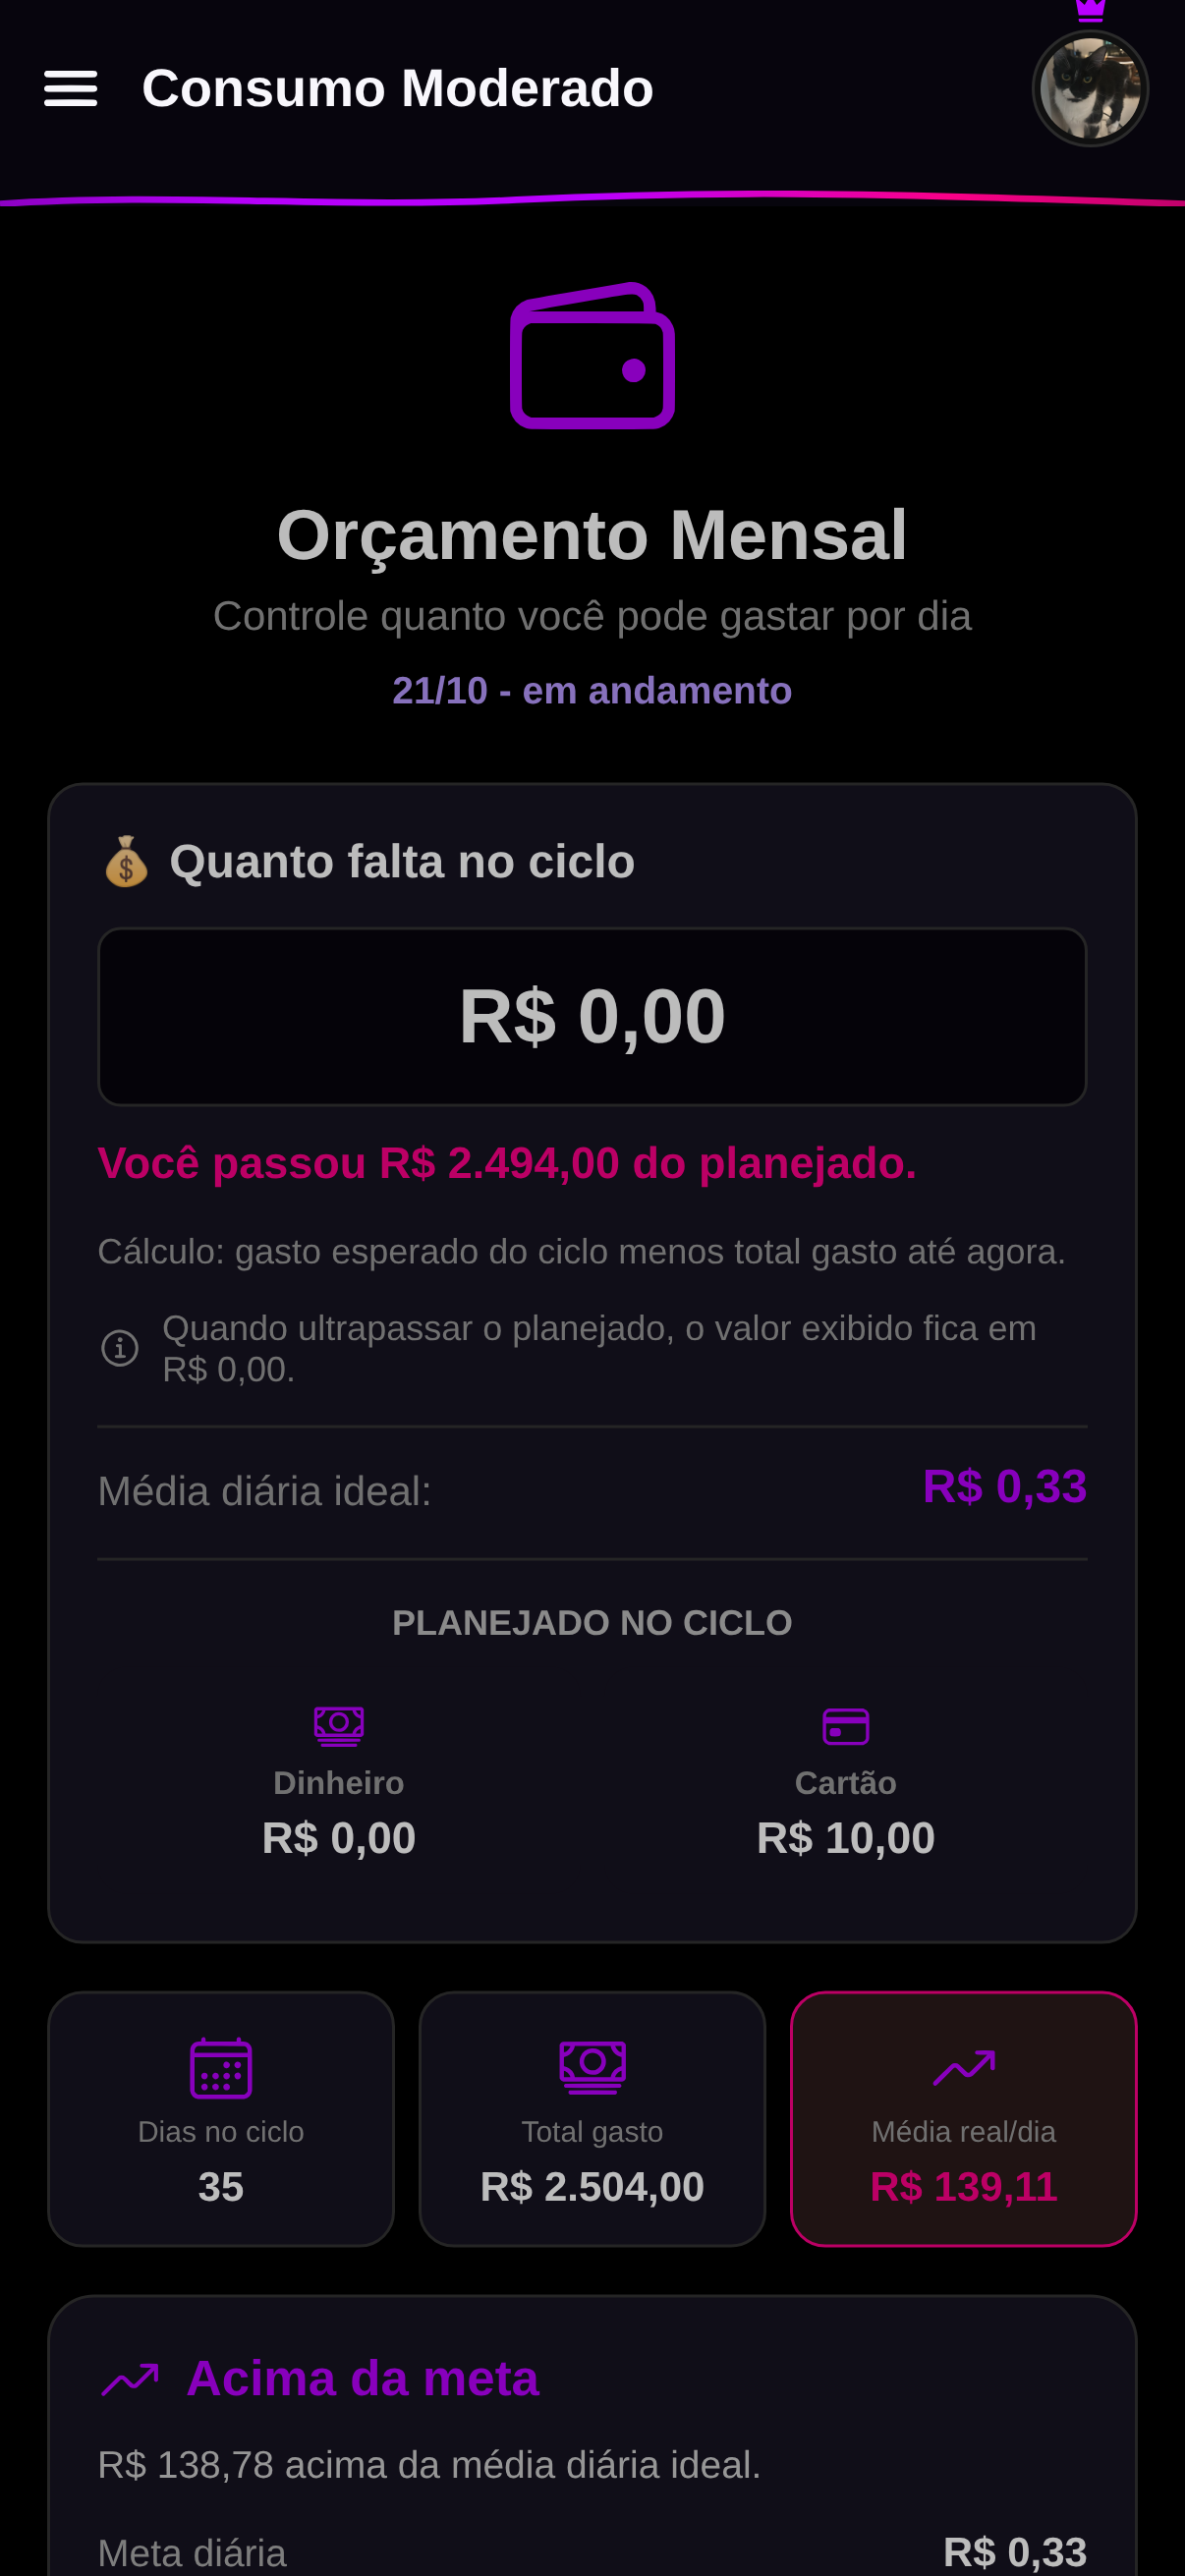 Consumo Moderado
Orçamento Mensal
Controle quanto você pode gastar por dia
21/10 - em andamento
💰 Quanto falta no ciclo
R$ 0,00
Você passou R$ 2.494,00 do planejado.
Cálculo: gasto esperado do ciclo menos total gasto até agora.
Quando ultrapassar o planejado, o valor exibido fica em
R$ 0,00.
Média diária ideal: R$ 0,33
PLANEJADO NO CICLO
Dinheiro
R$ 0,00
Cartão
R$ 10,00
Dias no ciclo
35
Total gasto
R$ 2.504,00
Média real/dia
R$ 139,11
Acima da meta
R$ 138,78 acima da média diária ideal.
Meta diária R$ 0,33